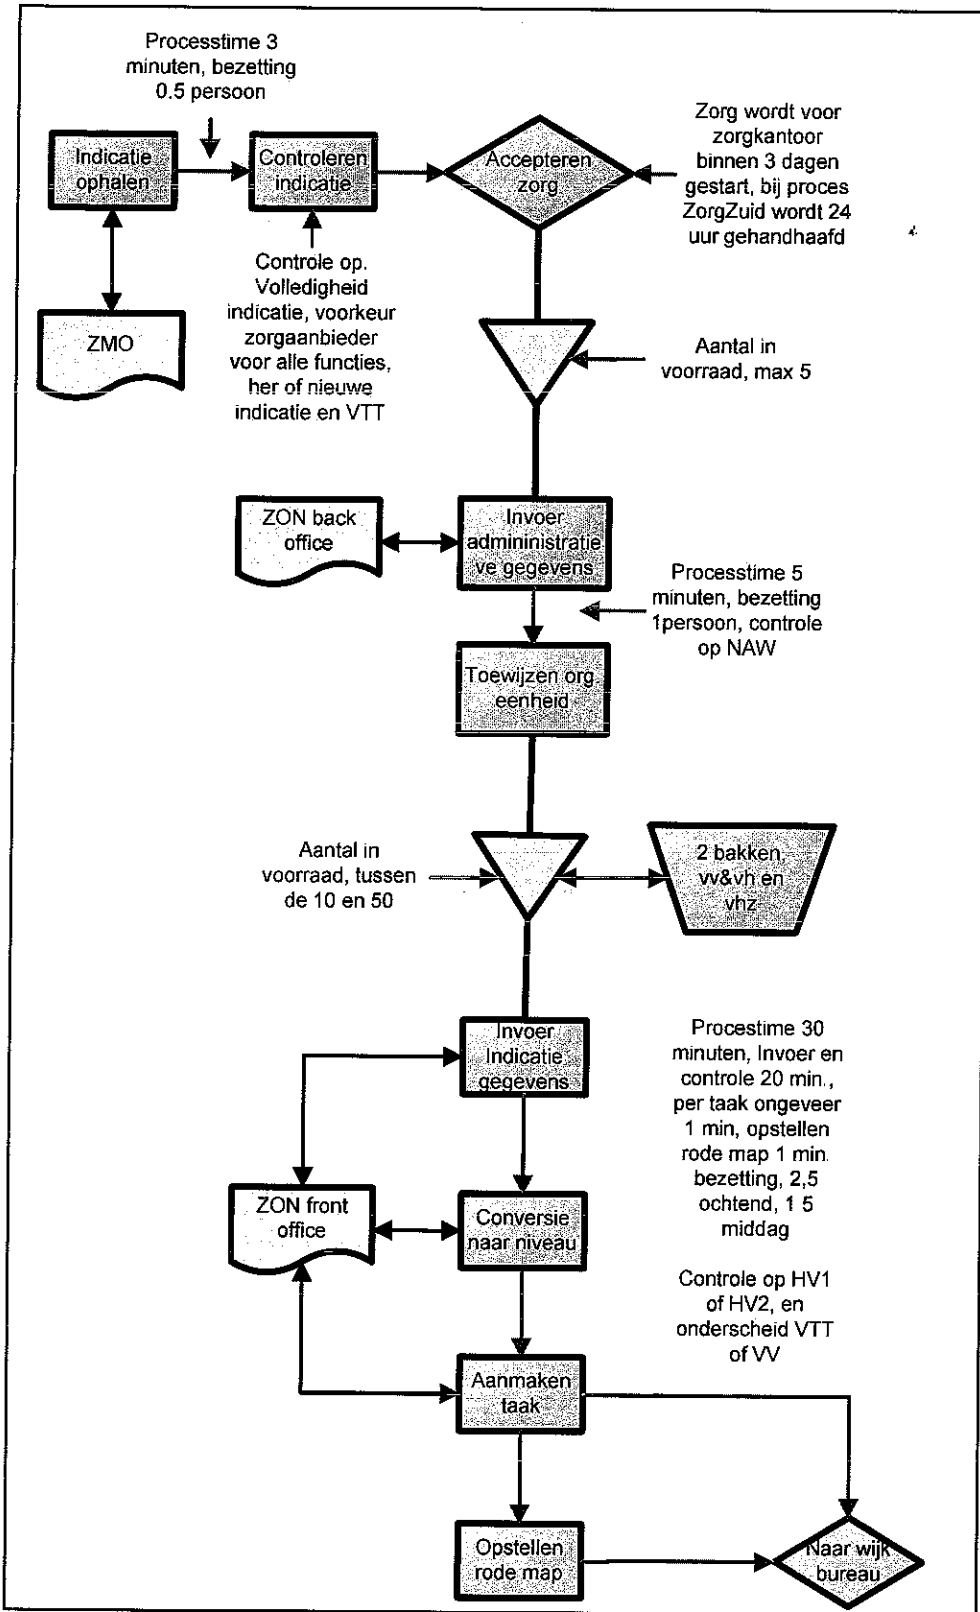 Processtime 3
minuten, bezetting
0.5 persoon
Indicatie
ophalen
Controleren
indicatie
Accepteren
zorg
Zorg wordt voor
zorgkantoor
binnen 3 dagen
gestart, bij proces
ZorgZuid wordt 24
uur gehandhaafd
ZMO
Controle op.
Volledigheid
indicatie, voorkeur
zorgaanbieder
voor alle functies,
her of nieuwe
indicatie en VTT
Aantal in
voorraad, max 5
ZON back
office
Invoer
admininistratie
ve gegevens
Processtime 5
minuten, bezetting
1persoon, controle
op NAW
Toewijzen org.
eenheid
Aantal in
voorraad, tussen
de 10 en 50
2 bakken,
vv&vh en
vhz
Invoer
Indicatie
gegevens
Procestime 30
minuten, Invoer en
controle 20 min.,
per taak ongeveer
1 min, opstellen
rode map 1 min.
bezetting, 2,5
ochtend, 1 5
middag
ZON front
office
Conversie
naar niveau
Controle op HV1
of HV2, en
onderscheid VTT
of VV
Aanmaken
taak
Opstellen
rode map
Naar wijk
bureau